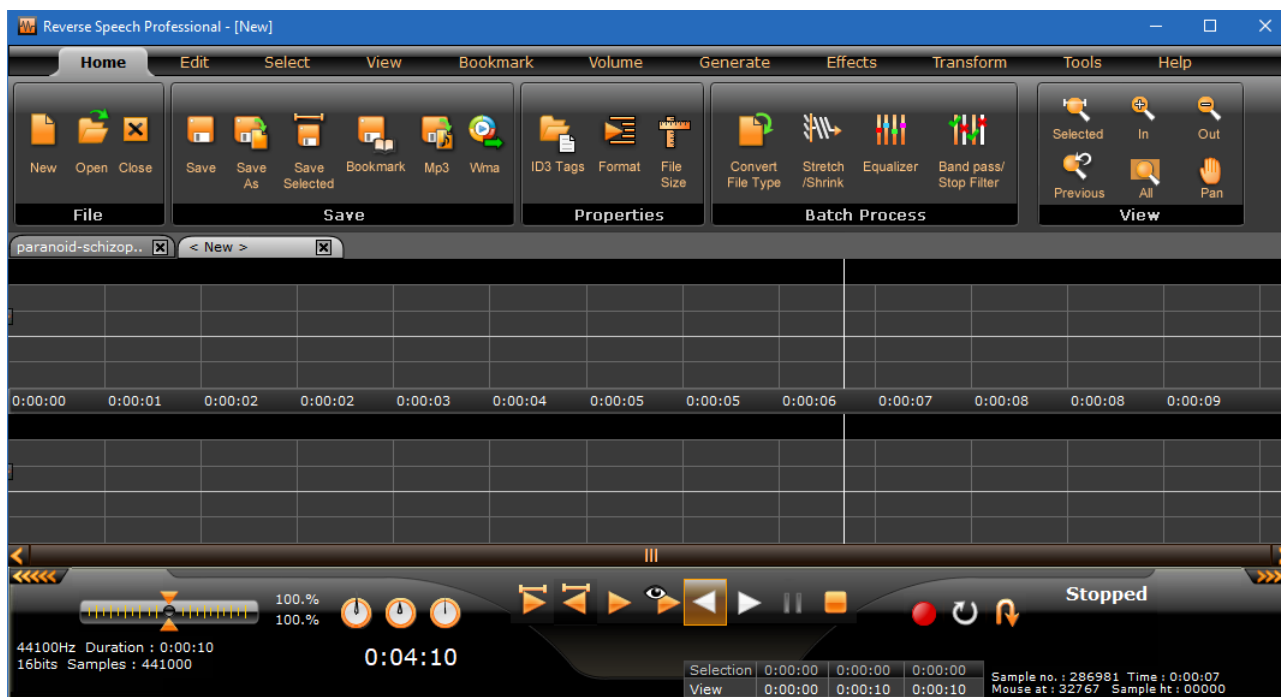 Reverse Speech Professional - [New]
Home Edit Select View Bookmark Volume Generate Effects Transform Tools Help
New Open Close
File
Save Save As Save Selected Bookmark Mp3 Wma
Save
ID3 Tags Format File Size
Properties
Convert File Type Stretch /Shrink Equalizer Band pass/ Stop Filter
Batch Process
Selected In Out
Previous All Pan
View
paranoid-schizop.. < New >
0:00:00 0:00:01 0:00:02 0:00:02 0:00:03 0:00:04 0:00:05 0:00:05 0:00:06 0:00:07 0:00:08 0:00:08 0:00:09
100.%
100.%
44100Hz Duration : 0:00:10
16bits Samples : 441000
0:04:10
Stopped
Selection 0:00:00 0:00:00 0:00:00
View 0:00:00 0:00:10 0:00:10
Sample no. : 286981 Time : 0:00:07
Mouse at : 32767 Sample ht : 00000